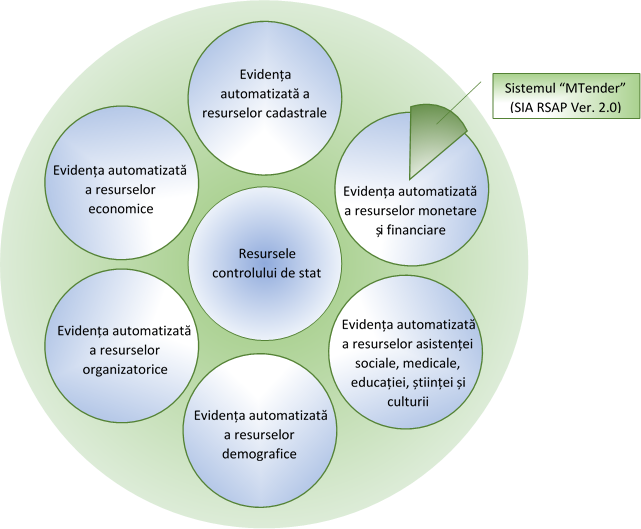 Evidența
automatizată a
resurselor cadastrale
Sistemul “MTender”
(SIA RSAP Ver. 2.0)
Evidența automatizată
a resurselor
economice
Evidența automatizată
a resurselor monetare
și financiare
Resursele
controlului de stat
Evidența automatizată
a resurselor
organizatorice
Evidența automatizată
a resurselor asistenței
sociale, medicale,
educației, științei și
culturii
Evidența automatizată
a resurselor
demografice